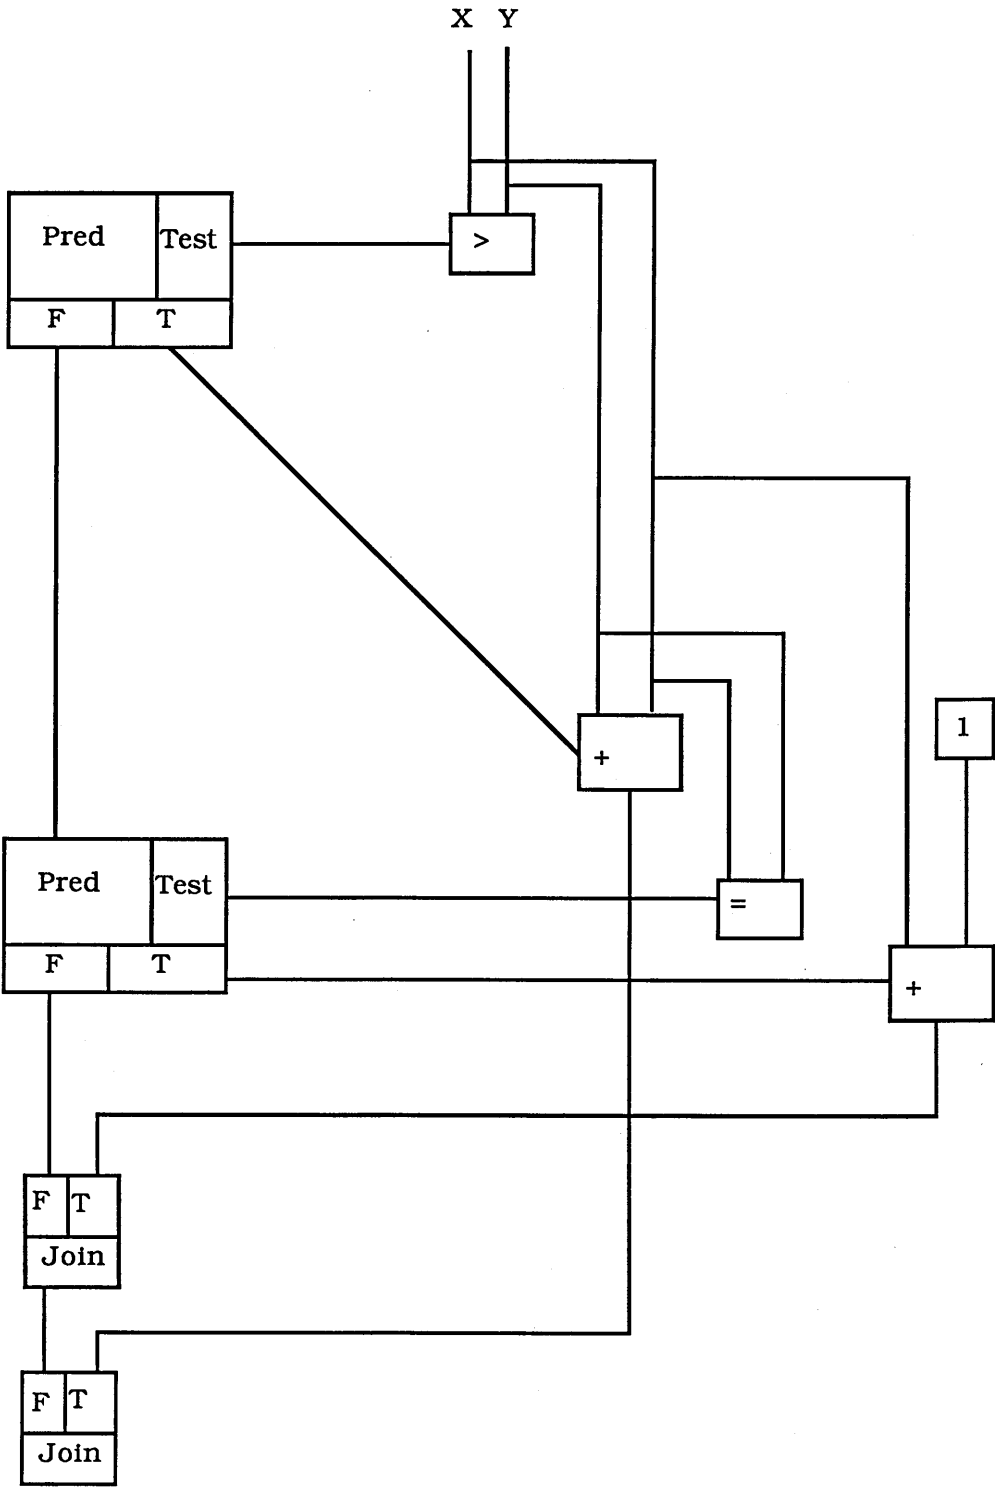 X Y
Pred Test >
F T
1
+
Pred Test =
F T
+
F T
Join
F T
Join